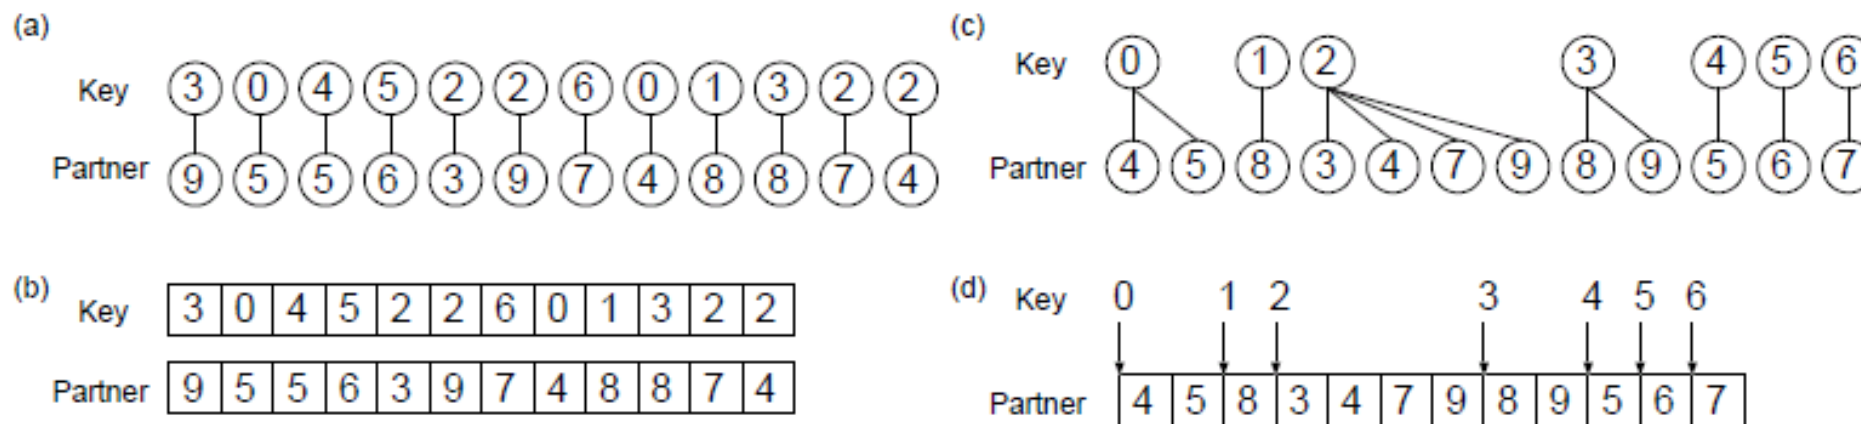 (a)
Key 3 0 4 5 2 2 6 0 1 3 2 2
Partner 9 5 5 6 3 9 7 4 8 8 7 4
(b)
Key 3 0 4 5 2 2 6 0 1 3 2 2
Partner 9 5 5 6 3 9 7 4 8 8 7 4
(c)
Key 0 1 2 3 4 5 6
Partner 4 5 8 3 4 7 9 8 9 5 6 7
(d)
Key 0 1 2 3 4 5 6
Partner 4 5 8 3 4 7 9 8 9 5 6 7